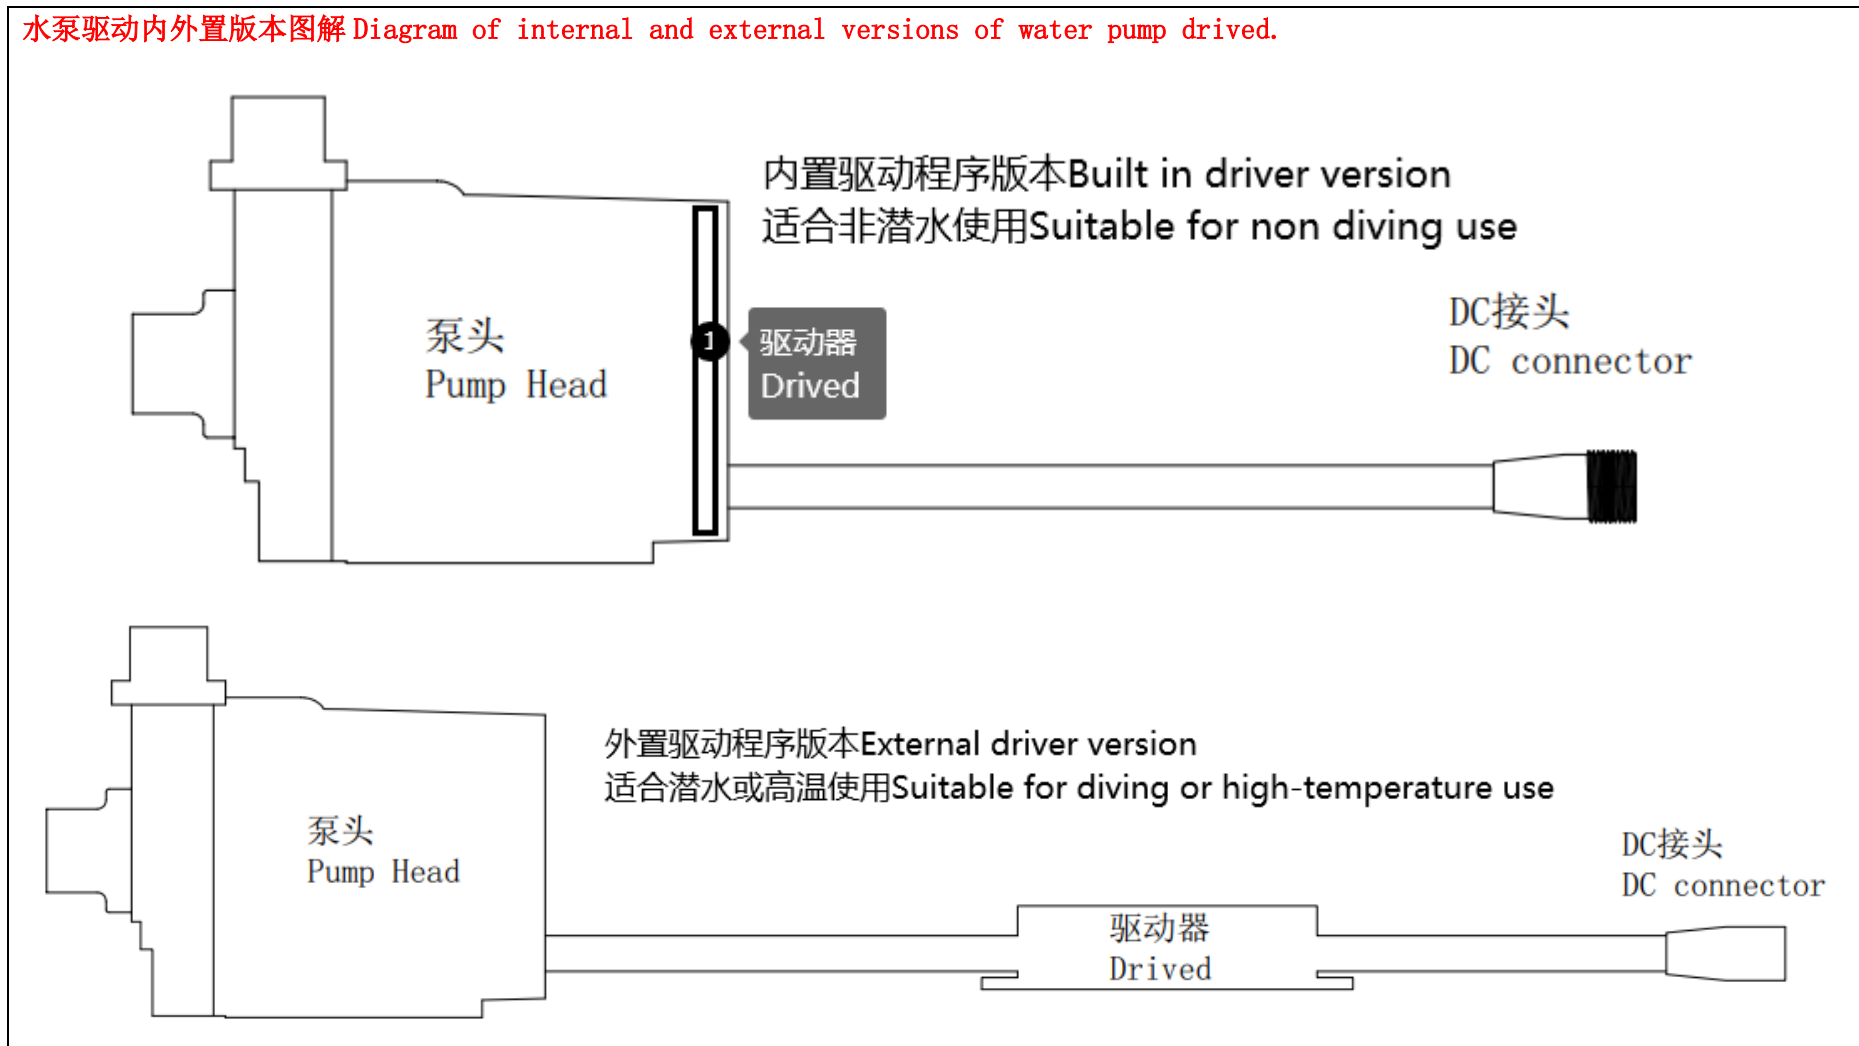 水泵驱动内外置版本图解 Diagram of internal and external versions of water pump drived.
内置驱动程序版本Built in driver version
适合非潜水使用Suitable for non diving use
DC接头
DC connector
泵头
Pump Head
1
驱动器
Drived
外置驱动程序版本External driver version
适合潜水或高温使用Suitable for diving or high-temperature use
泵头
Pump Head
DC接头
DC connector
驱动器
Drived